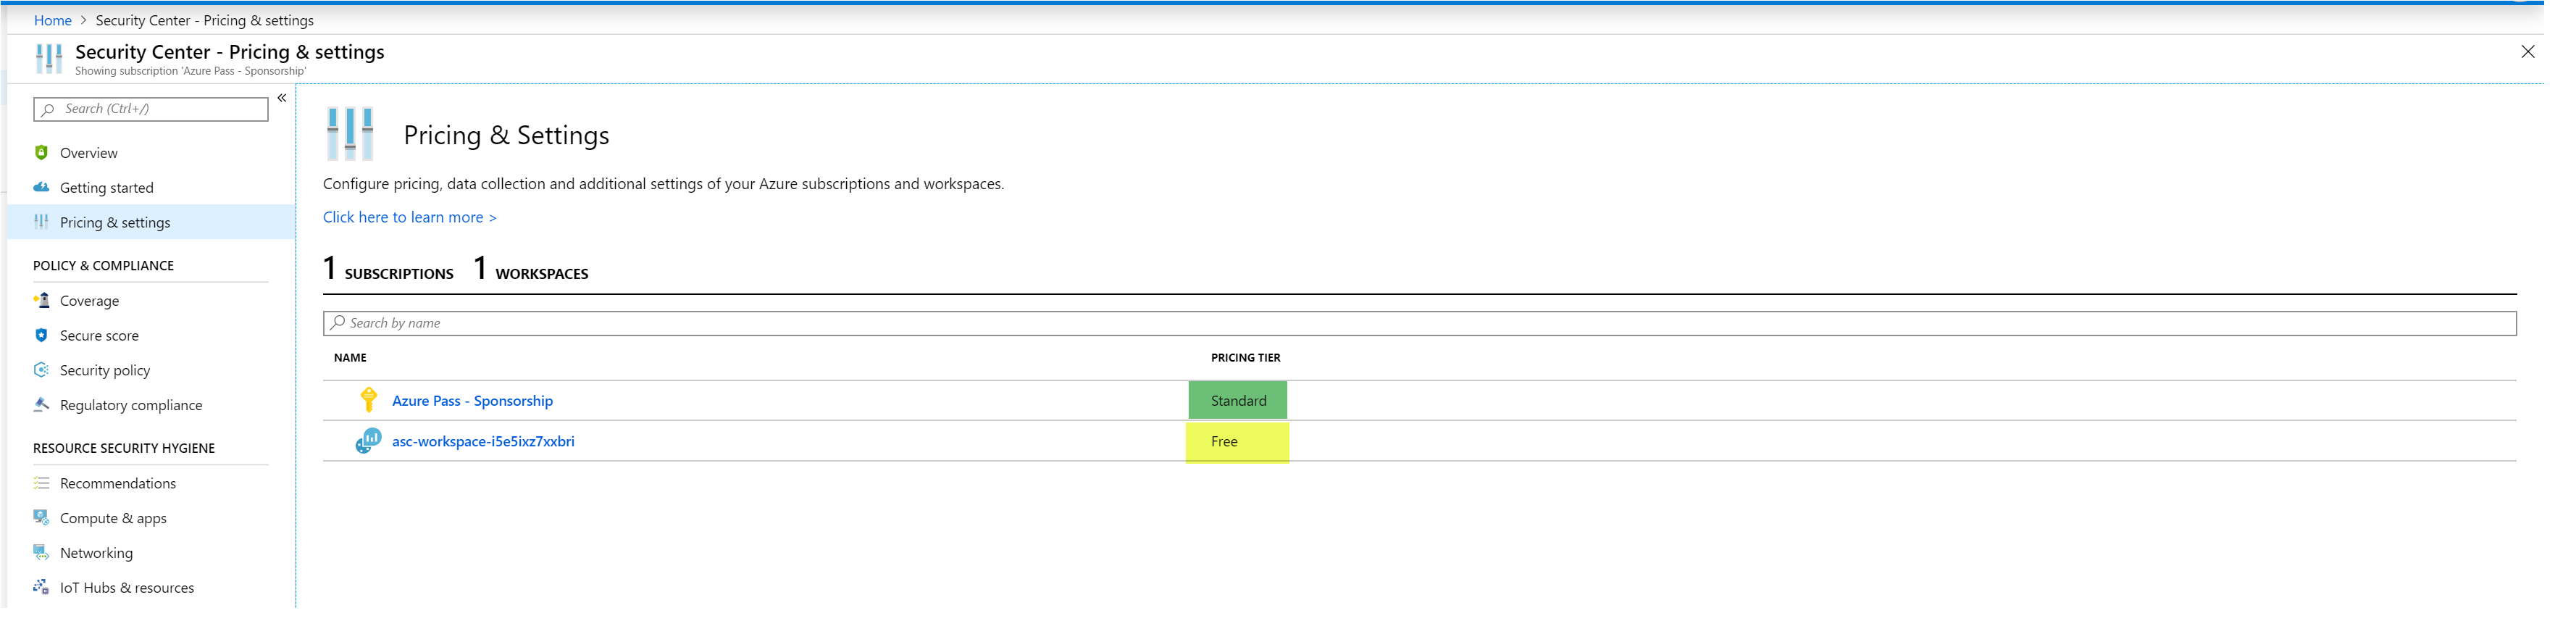 Home > Security Center - Pricing & settings
Security Center - Pricing & settings
Showing subscription 'Azure Pass - Sponsorship'
Search (Ctrl+/)
«
Overview
Getting started
Pricing & settings
POLICY & COMPLIANCE
Coverage
Secure score
Security policy
Regulatory compliance
RESOURCE SECURITY HYGIENE
Recommendations
Compute & apps
Networking
IoT Hubs & resources
Pricing & Settings
Configure pricing, data collection and additional settings of your Azure subscriptions and workspaces.
Click here to learn more >
1 SUBSCRIPTIONS 1 WORKSPACES
Search by name
NAME PRICING TIER
Azure Pass - Sponsorship Standard
asc-workspace-i5e5ixz7xxbri Free